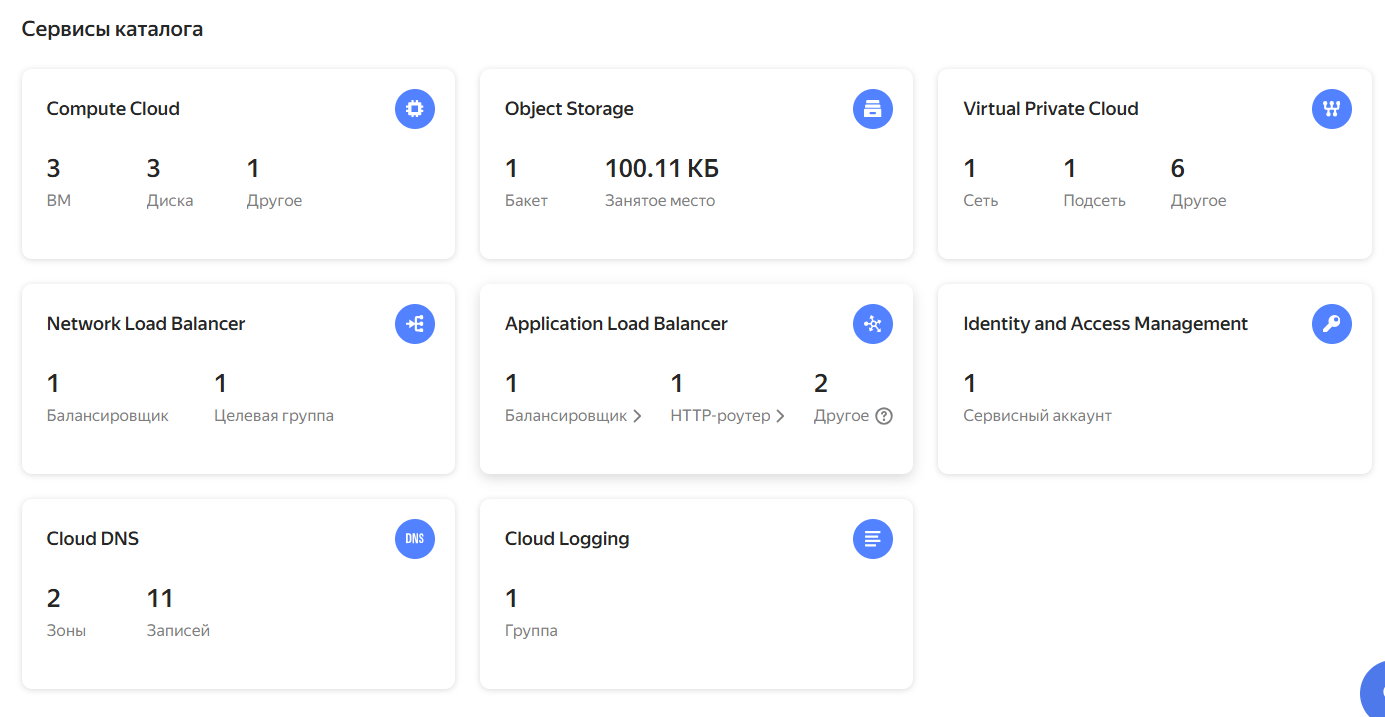 Сервисы каталога
Compute Cloud
3 3 1
ВМ Диска Другое
Object Storage
1 100.11 КБ
Бакет Занятое место
Virtual Private Cloud
1 1 6
Сеть Подсеть Другое
Network Load Balancer
1 1
Балансировщик Целевая группа
Application Load Balancer
1 1 2
Балансировщик HTTP-роутер Другое
Identity and Access Management
1
Сервисный аккаунт
Cloud DNS
DNS
2 11
Зоны Записей
Cloud Logging
1
Группа